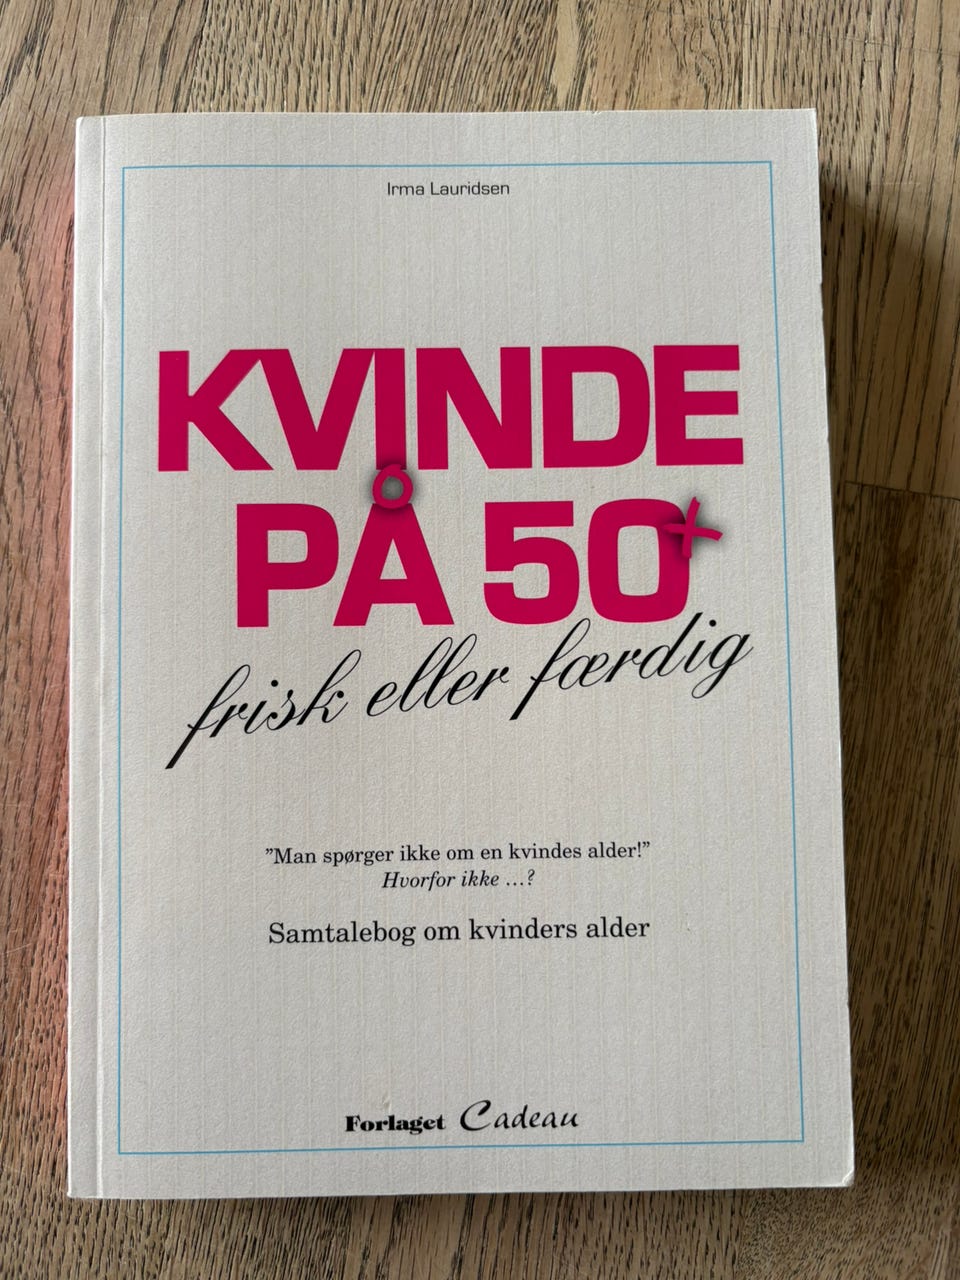 Irma Lauridsen
KVINDE
PÅ 50+
frisk eller færdig
”Man spørger ikke om en kvindes alder!”
Hvorfor ikke ...?
Samtalebog om kvinders alder
Forlaget Cadeau